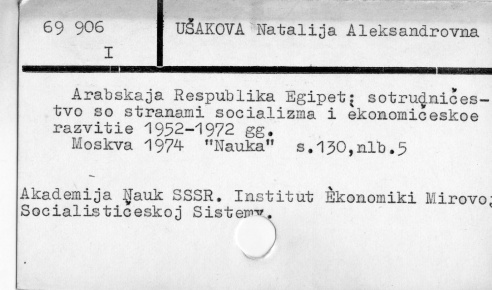 69 906
I
UŠAKOVA Natalija Aleksandrovna
Arabskaja Respublika Egipet: sotrudničes-
tvo so stranami socializma i ėkonomičeskoe
razvitie 1952-1972 gg.
Moskva 1974 "Nauka" s.130,nlb.5
Akademija Nauk SSSR. Institut Ėkonomiki Mirovoj
Socialističeskoj Sistemy.